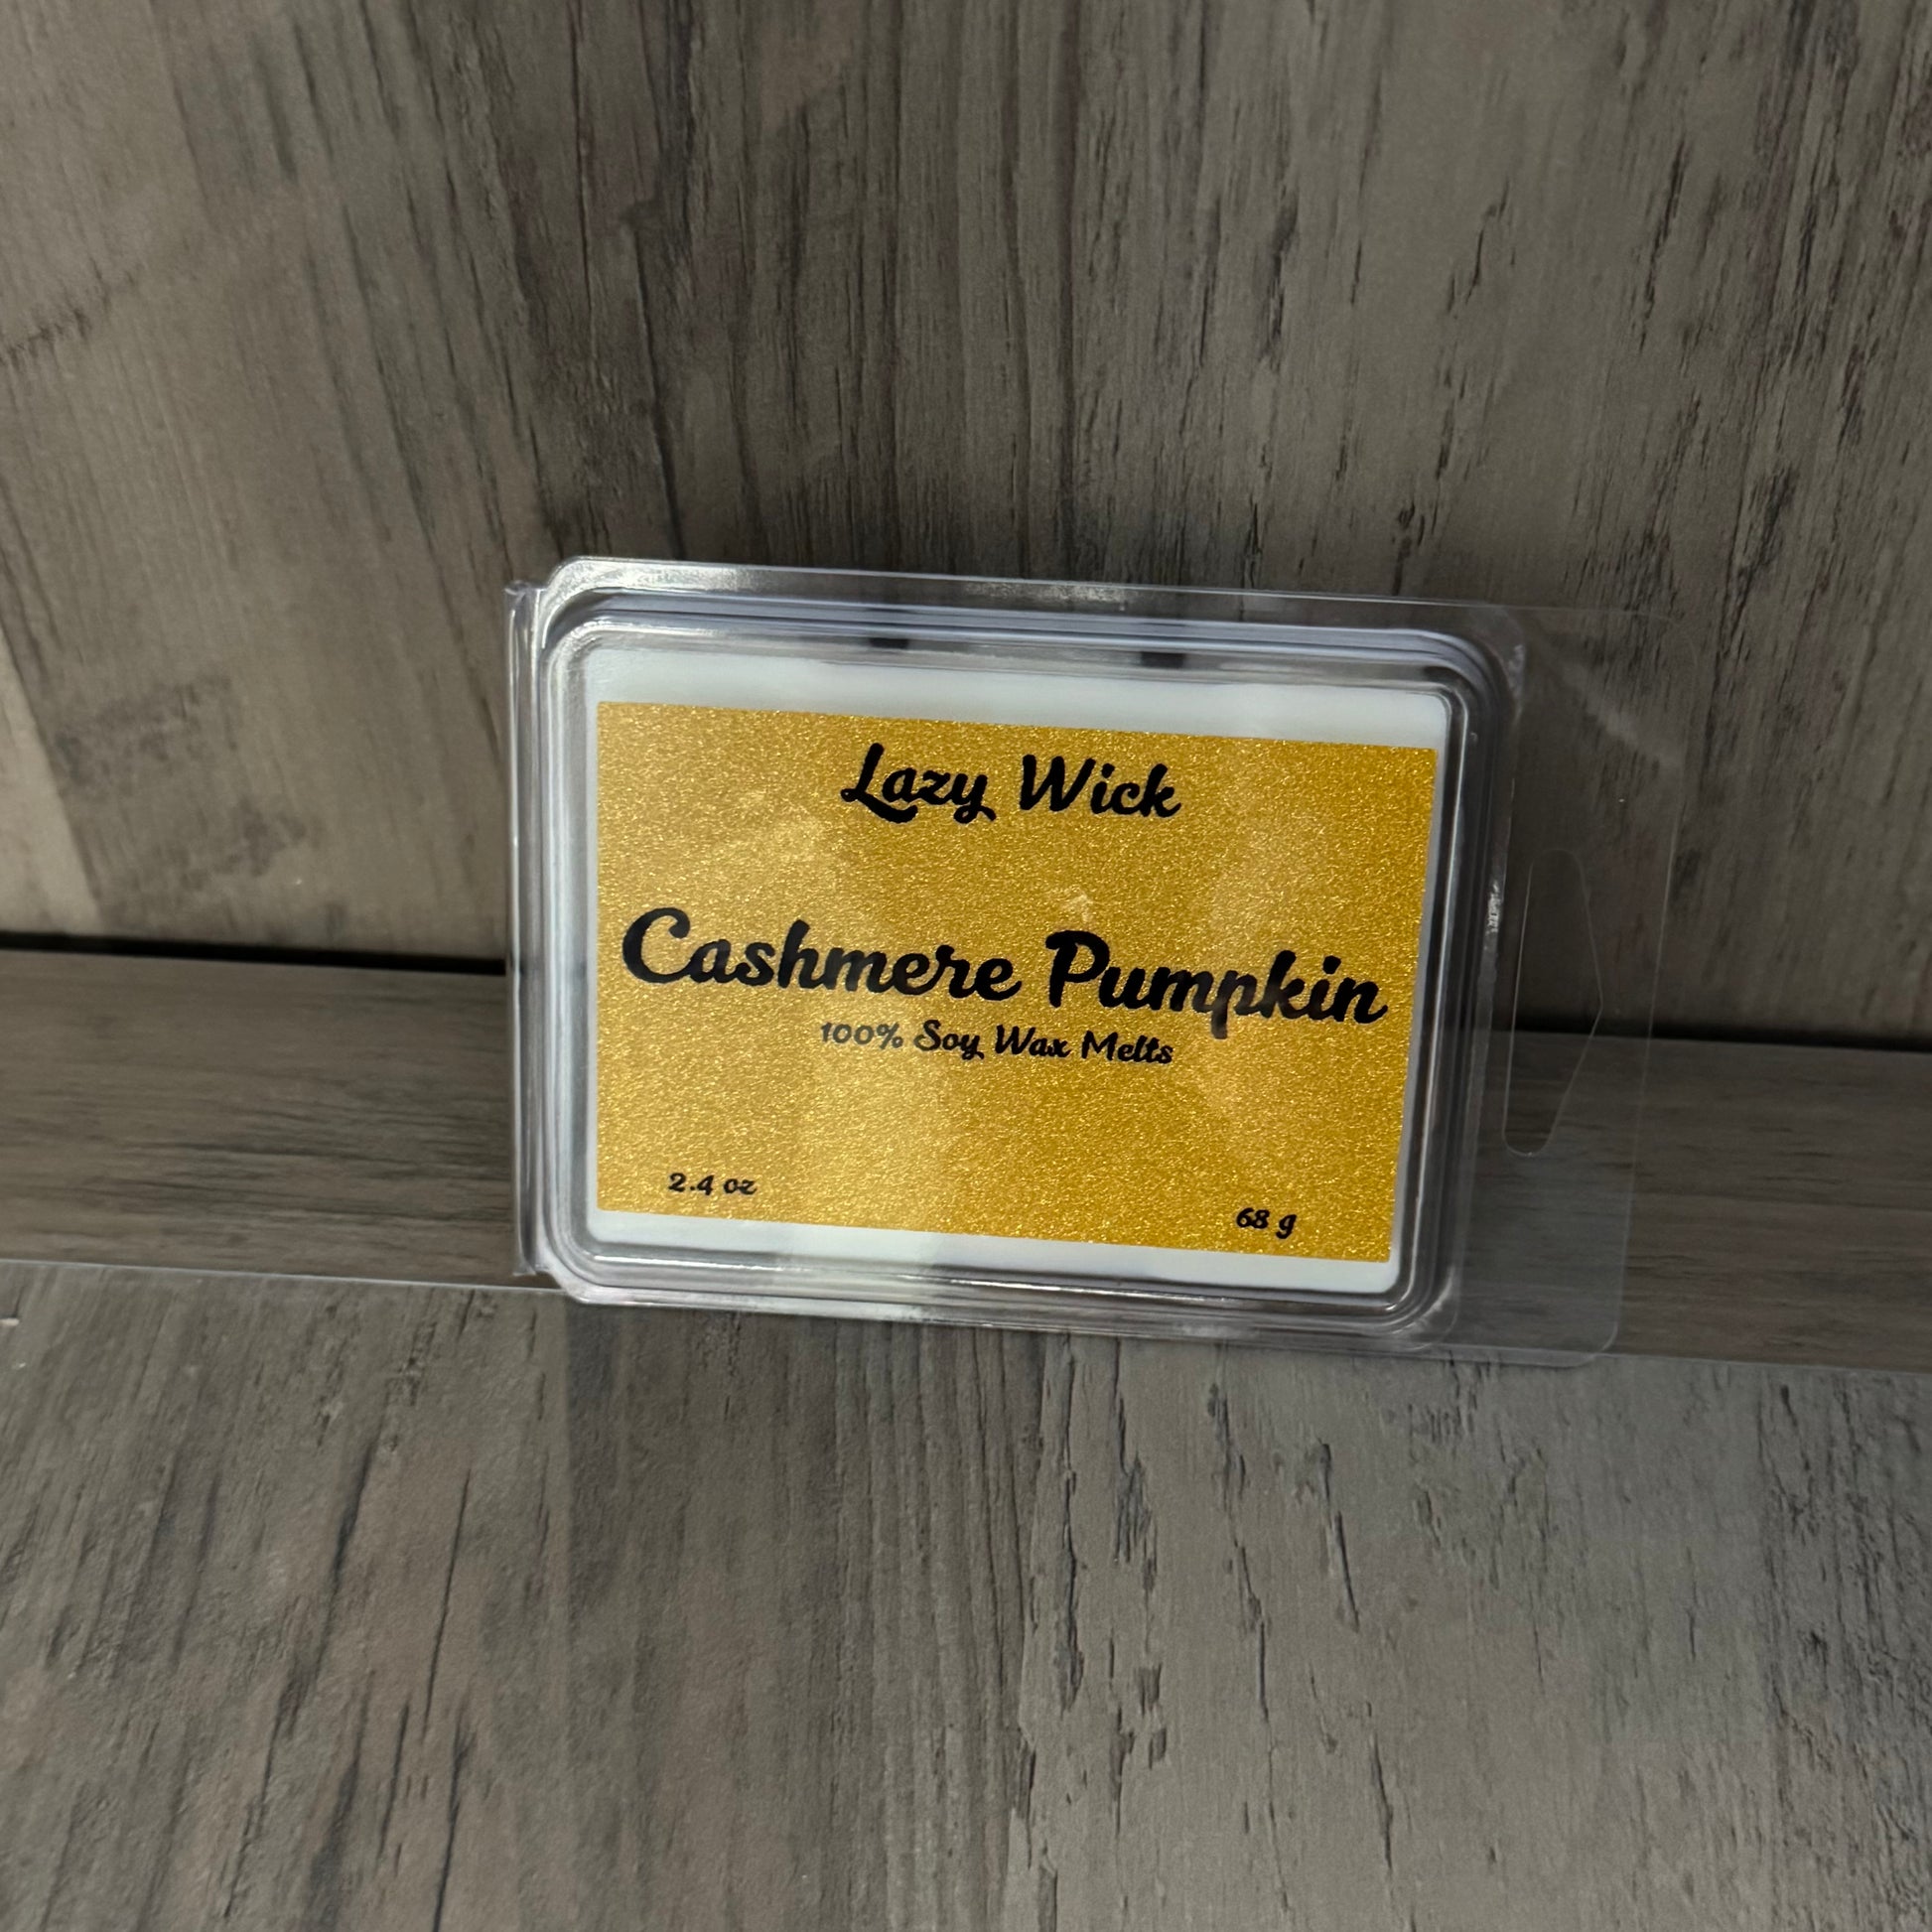 Lazy Wick
Cashmere Pumpkin
100% Soy Wax Melts
2.4 oz
68 g